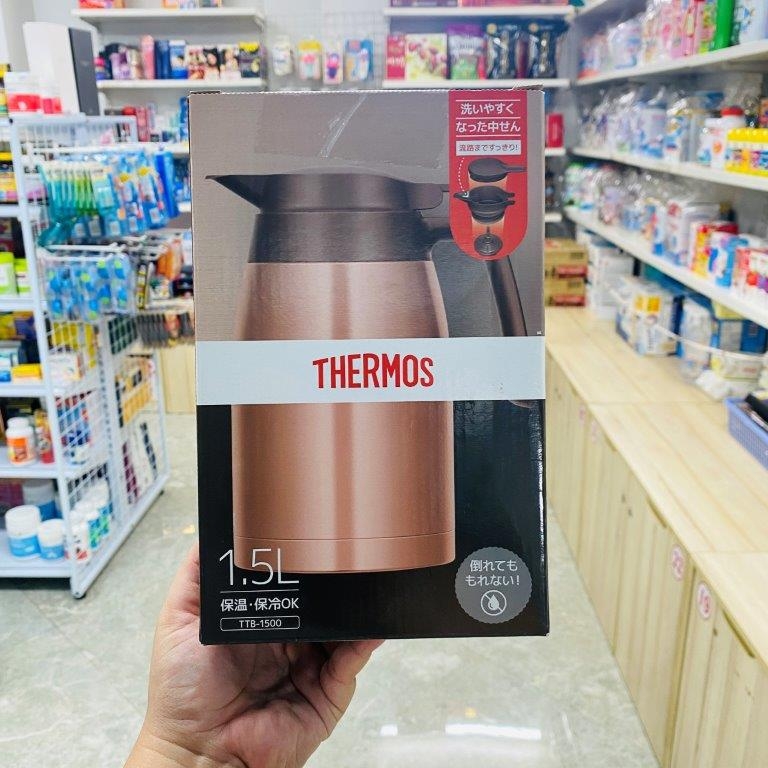 洗いやすく
なった中せん
流路まですっきり!
THERMOS
1.5L
保温・保冷OK
TTB-1500
倒れても
もれない!